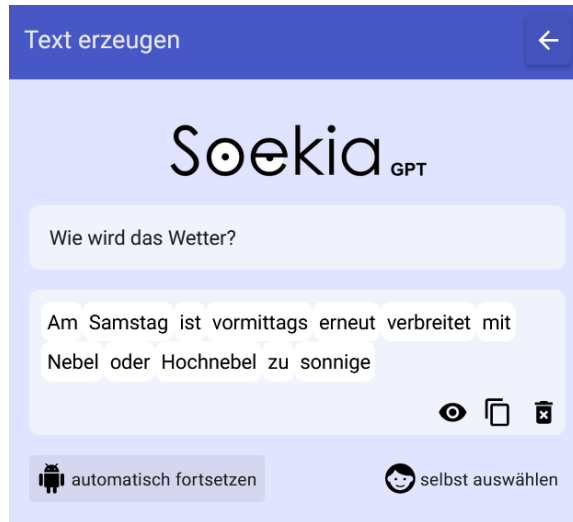 Text erzeugen
Soekia GPT
Wie wird das Wetter?
Am Samstag ist vormittags erneut verbreitet mit
Nebel oder Hochnebel zu sonnige
automatisch fortsetzen selbst auswählen